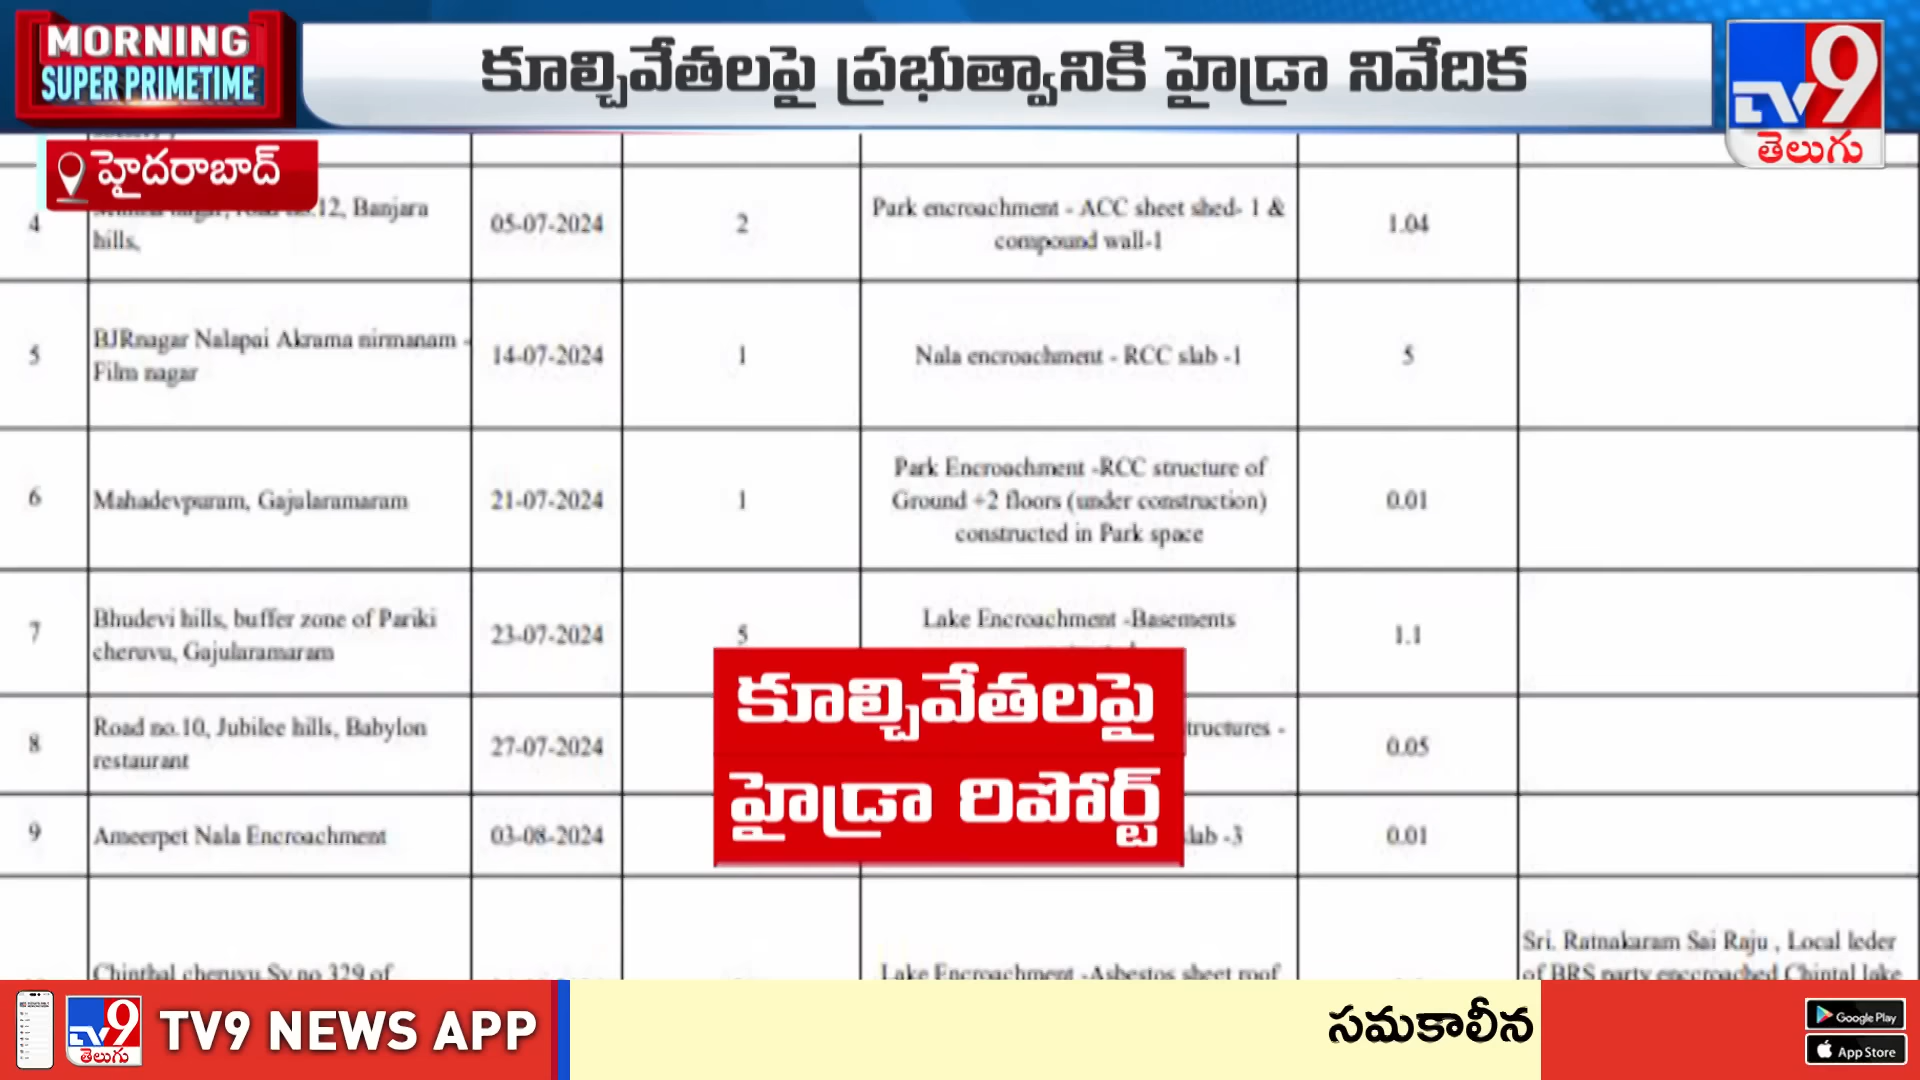 MORNING
SUPER PRIMETIME
కూల్చివేతలపై ప్రభుత్వానికి హైడ్రా నివేదిక
TV9
తెలుగు
హైదరాబాద్
4
12, Banjara
hills,
05-07-2024
2
Park encroachment - ACC sheet shed- 1 &
compound wall-1
1.04
5
BJRnagar Nalapai Akrama nirmanam -
Film nagar
14-07-2024
1
Nala encroachment - RCC slab -1
5
6
Mahadevpuram, Gajularamaram
21-07-2024
1
Park Encroachment -RCC structure of
Ground +2 floors (under construction)
constructed in Park space
0.01
7
Bhudevi hills, buffer zone of Pariki
cheruvu, Gajularamaram
23-07-2024
5
Lake Encroachment -Basements
1.1
8
Road no.10, Jubilee hills, Babylon
restaurant
27-07-2024
tructures -
0.05
9
Ameerpet Nala Encroachment
03-08-2024
lab -3
0.01
కూల్చివేతలపై
హైడ్రా రిపోర్ట్
Chinthal cheruvu Sy no 329 of
Lake Encroachment -Asbestos sheet roof
Sri. Ratnakaram Sai Raju , Local leder
of BRS party enccroached Chintal lake
TV9
తెలుగు
TV9 NEWS APP
సమకాలీన
Google Play
App Store